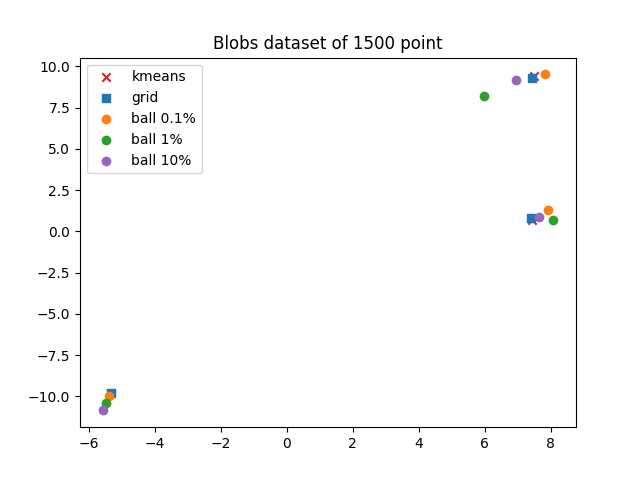 Blobs dataset of 1500 point
kmeans
grid
ball 0.1%
ball 1%
ball 10%
10.0
7.5
5.0
2.5
0.0
−2.5
−5.0
−7.5
−10.0
−6 −4 −2 0 2 4 6 8